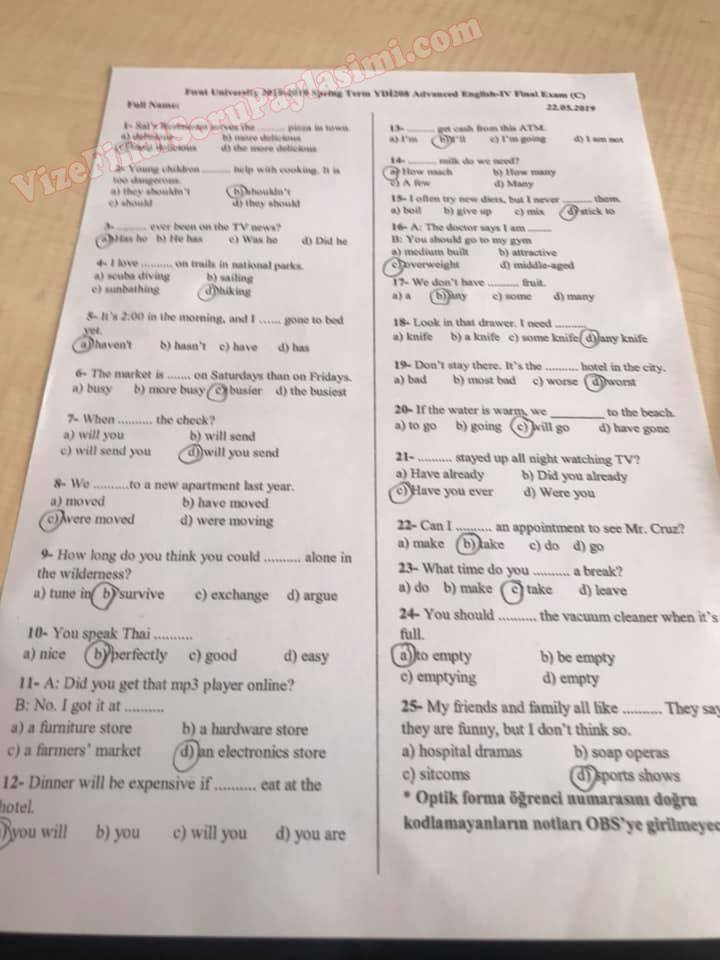 VizeFinalSoruPaylasimi.com
Fırat University 2018-2019 Spring Term YDİ208 Advanced English-IV Final Exam (C)
Full Name:
22.05.2019
1- Sal's Restaurant serves the ......... pizza in town.
a) delicious b) more delicious
c) most delicious d) the more delicious
2- Young children ......... help with cooking. It is
too dangerous.
a) they shouldn't b) shouldn't
c) should d) they should
3- ......... ever been on the TV news?
a) Has he b) He has c) Was he d) Did he
4- I love .......... on trails in national parks.
a) scuba diving b) sailing
c) sunbathing d) hiking
5- It's 2:00 in the morning, and I ...... gone to bed
yet.
a) haven't b) hasn't c) have d) has
6- The market is ....... on Saturdays than on Fridays.
a) busy b) more busy c) busier d) the busiest
7- When .......... the check?
a) will you b) will send
c) will send you d) will you send
8- We ..........to a new apartment last year.
a) moved b) have moved
c) were moved d) were moving
9- How long do you think you could .......... alone in
the wilderness?
a) tune in b) survive c) exchange d) argue
10- You speak Thai ..........
a) nice b) perfectly c) good d) easy
11- A: Did you get that mp3 player online?
B: No. I got it at ..........
a) a furniture store b) a hardware store
c) a farmers' market d) an electronics store
12- Dinner will be expensive if .......... eat at the
hotel.
) you will b) you c) will you d) you are
13- ......... get cash from this ATM.
a) I'm b) I'll c) I'm going d) I am not
14- ......... milk do we need?
a) How much b) How many
c) A few d) Many
15- I often try new diets, but I never ......... them.
a) boil b) give up c) mix d) stick to
16- A: The doctor says I am .......
B: You should go to my gym
a) medium built b) attractive
c) overweight d) middle-aged
17- We don't have .......... fruit.
a) a b) any c) some d) many
18- Look in that drawer. I need ..........
a) knife b) a knife c) some knife d) any knife
19- Don't stay there. It's the .......... hotel in the city.
a) bad b) most bad c) worse d) worst
20- If the water is warm, we ________ to the beach.
a) to go b) going c) will go d) have gone
21- .......... stayed up all night watching TV?
a) Have already b) Did you already
c) Have you ever d) Were you
22- Can I .......... an appointment to see Mr. Cruz?
a) make b) take c) do d) go
23- What time do you .......... a break?
a) do b) make c) take d) leave
24- You should .......... the vacuum cleaner when it's
full.
a) to empty b) be empty
c) emptying d) empty
25- My friends and family all like .......... They say
they are funny, but I don't think so.
a) hospital dramas b) soap operas
c) sitcoms d) sports shows
* Optik forma öğrenci numarasını doğru
kodlamayanların notları OBS'ye girilmeyec